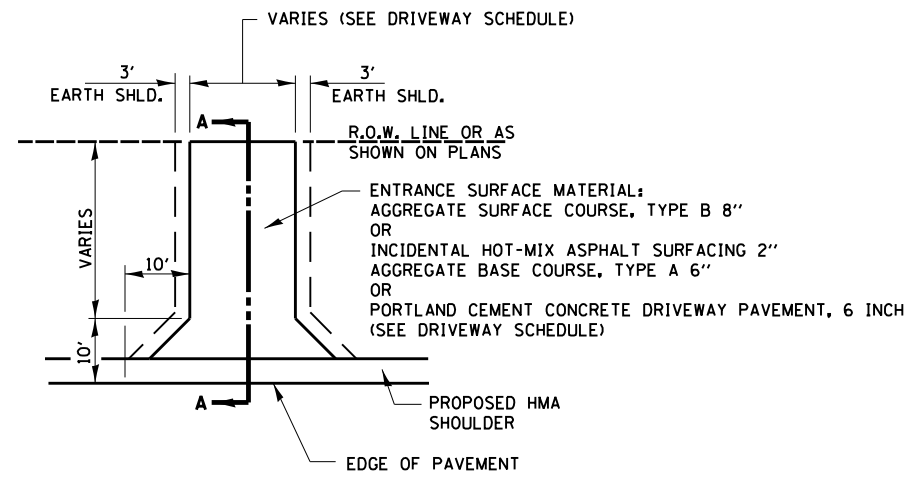 VARIES (SEE DRIVEWAY SCHEDULE)
3'
EARTH SHLD.
3'
EARTH SHLD.
A
R.O.W. LINE OR AS
SHOWN ON PLANS
ENTRANCE SURFACE MATERIAL:
AGGREGATE SURFACE COURSE, TYPE B 8''
OR
INCIDENTAL HOT-MIX ASPHALT SURFACING 2''
AGGREGATE BASE COURSE, TYPE A 6''
OR
PORTLAND CEMENT CONCRETE DRIVEWAY PAVEMENT, 6 INCH
(SEE DRIVEWAY SCHEDULE)
VARIES
10'
10'
A
PROPOSED HMA
SHOULDER
EDGE OF PAVEMENT